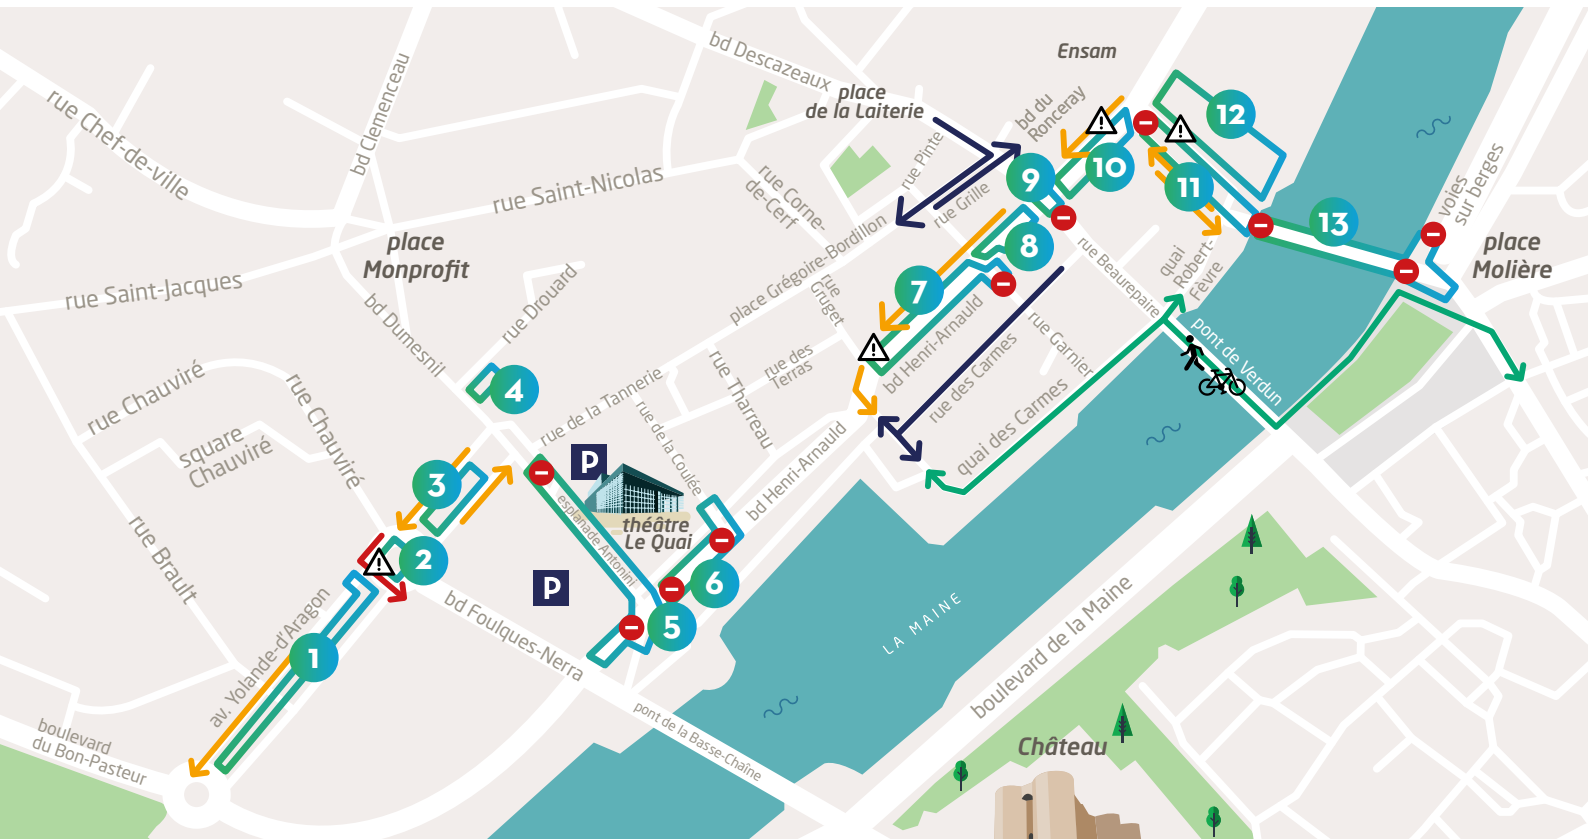 Ensam
bd Descazeaux
place
de la Laiterie
bd du
Ronceray
rue Chef-de-ville
bd Clemenceau
rue Pinte
rue Grille
rue Saint-Nicolas
rue Corne-
de-Cerf
place
Monprofit
rue Saint-Jacques
place Grégoire-Bordillon
rue
Gruget
rue Beaurepaire
quai
Robert-
Fèvre
voies
sur berges
place
Molière
12
9
10
11
13
8
7
bd Dumesnil
rue Drouard
bd Henri-Arnauld
rue Garnier
pont de Verdun
rue Chauviré
rue Chauviré
square
Chauviré
4
rue des
Terras
rue Tharreau
rue de la Tannerie
rue de la Coulée
rue des Carmes
quai des Carmes
bd Henri-Arnauld
3
P
théâtre
Le Quai
esplanade Antonini
P
2
6
5
1
rue Brault
av. Yolande-d'Aragon
bd Foulques-Nerra
LA MAINE
boulevard de la Maine
pont de la Basse-Chaîne
boulevard
du Bon-Pasteur
Château